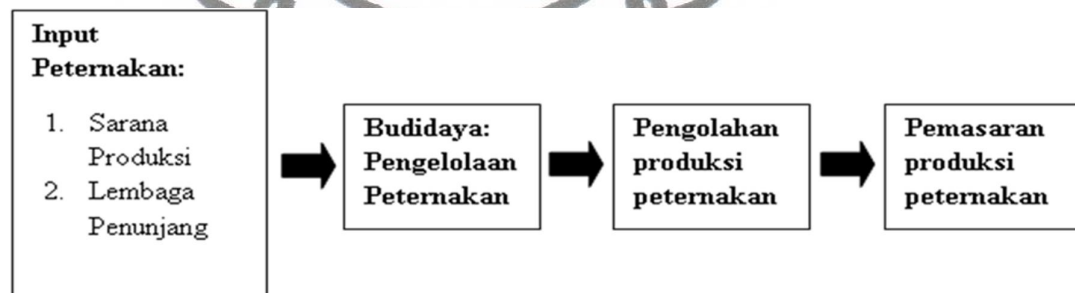 Input
Peternakan:
1. Sarana
Produksi
2. Lembaga
Penunjang
Budidaya:
Pengelolaan
Peternakan
Pengolahan
produksi
peternakan
Pemasaran
produksi
peternakan